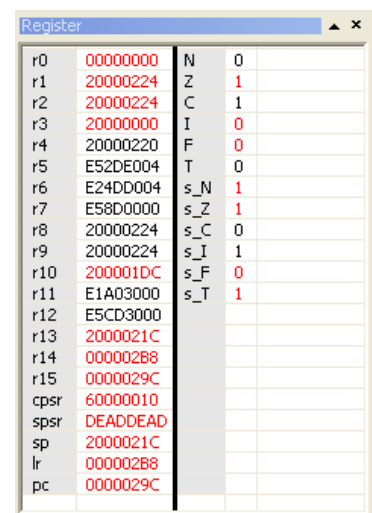 Register
r0 00000000 N 0
r1 20000224 Z 1
r2 20000224 C 1
r3 20000000 I 0
r4 20000220 F 0
r5 E52DE004 T 0
r6 E24DD004 s_N 1
r7 E58D0000 s_Z 1
r8 20000224 s_C 0
r9 20000224 s_I 1
r10 200001DC s_F 0
r11 E1A03000 s_T 1
r12 E5CD3000
r13 2000021C
r14 000002B8
r15 0000029C
cpsr 60000010
spsr DEADDEAD
sp 2000021C
lr 000002B8
pc 0000029C